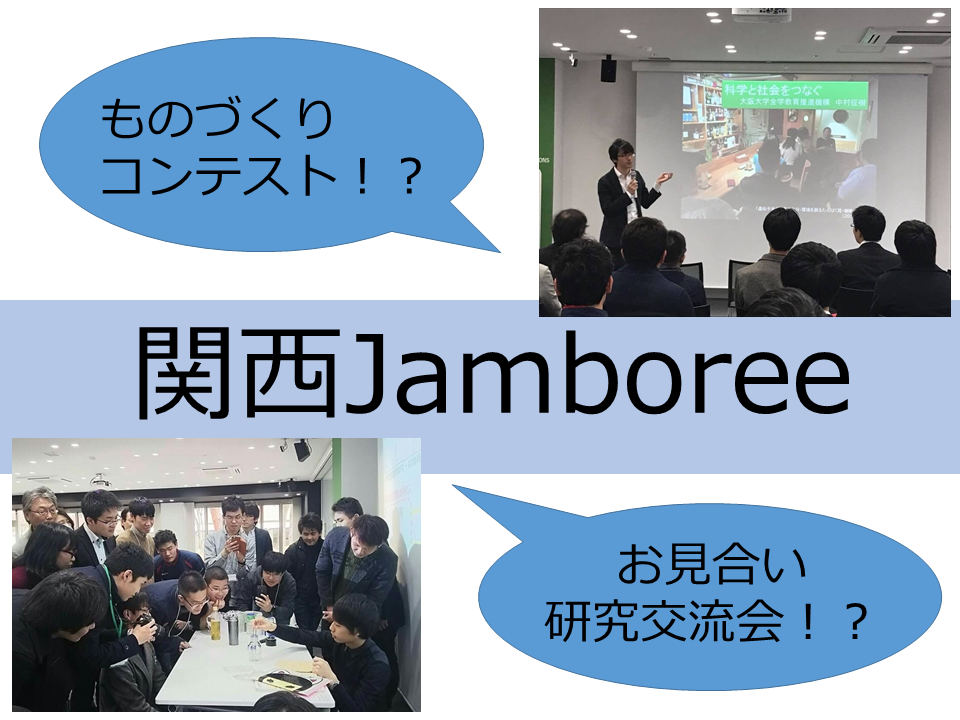 ものづくり
コンテスト！？
科学と社会をつなぐ
大阪大学全学教育推進機構 中村征樹
関西Jamboree
お見合い
研究交流会！？